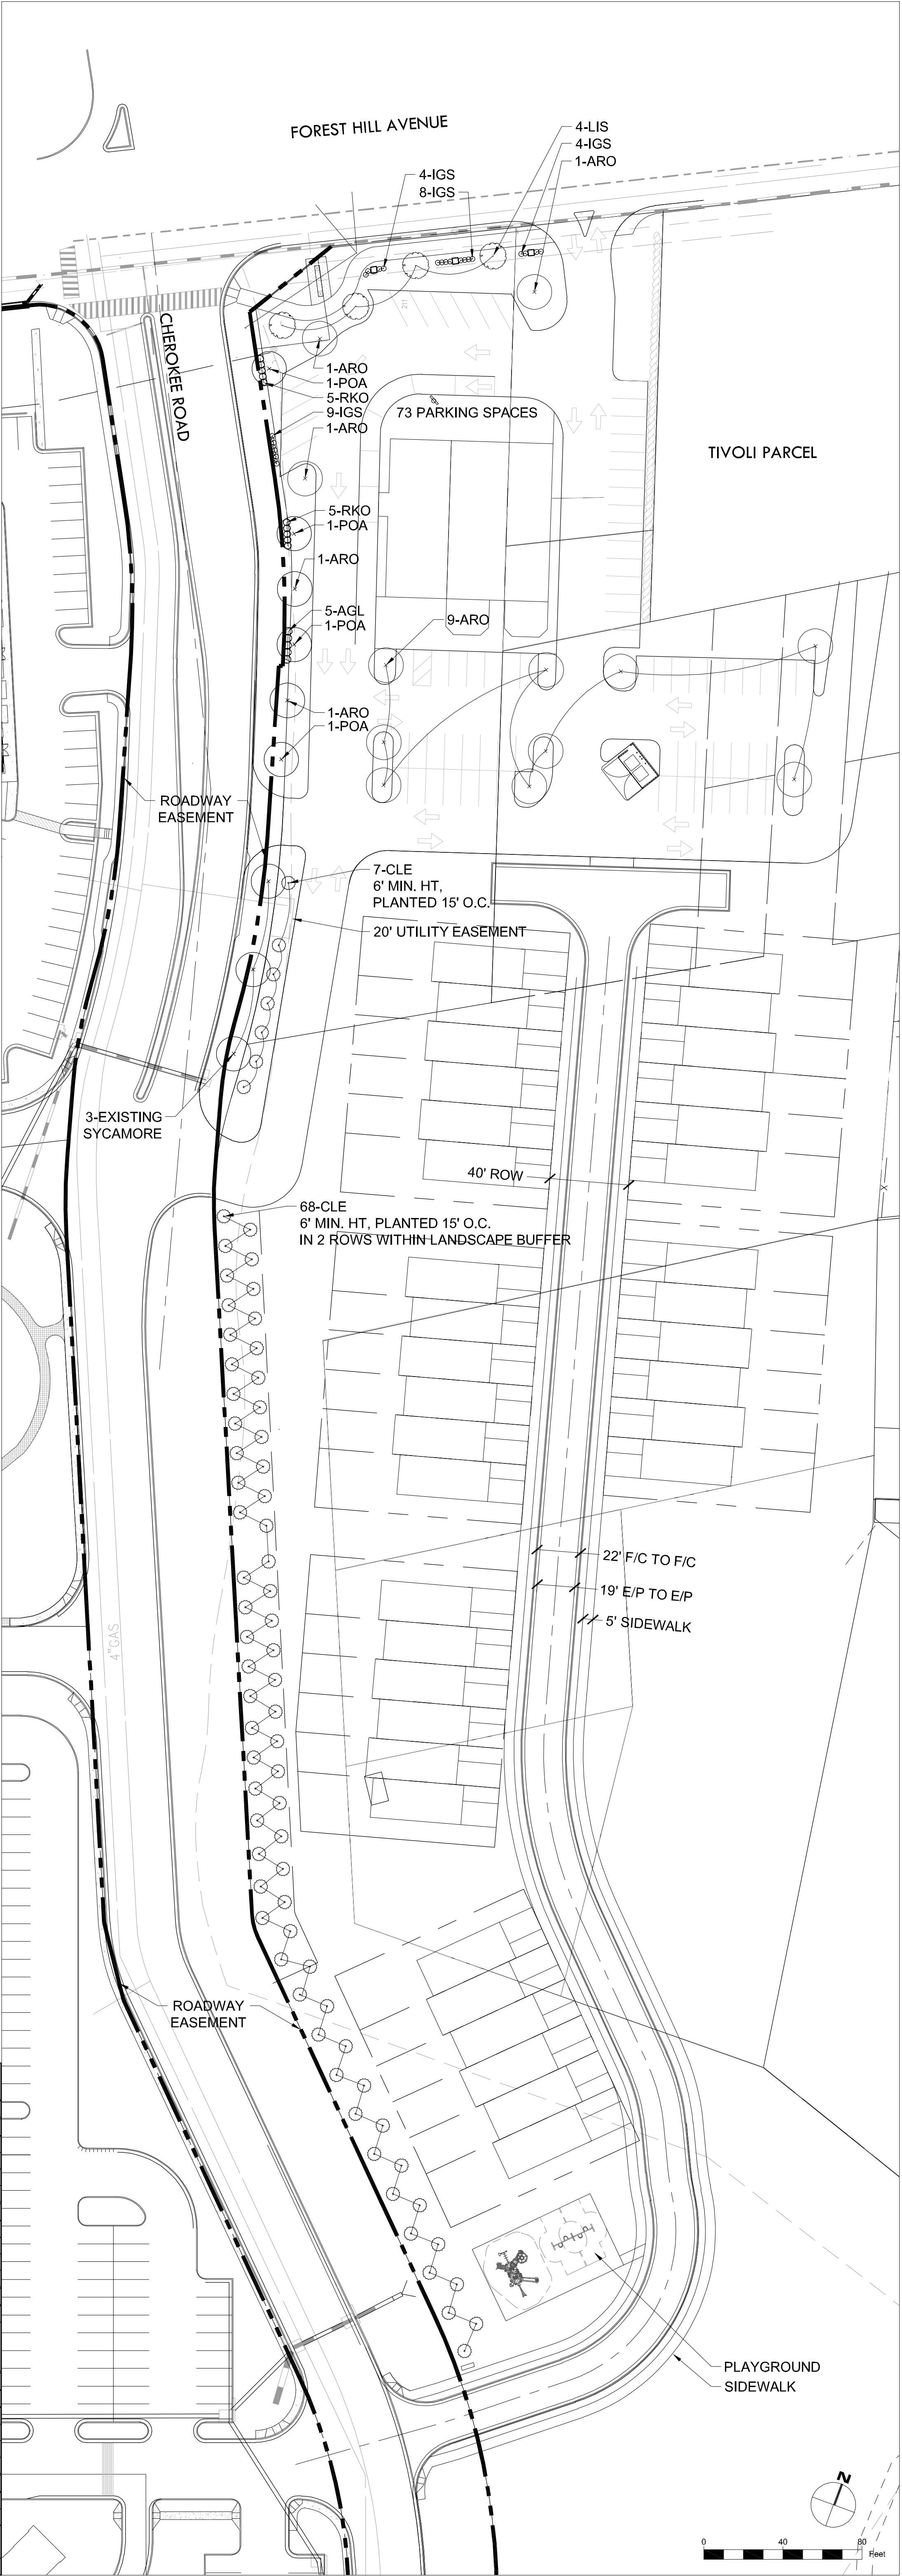 FOREST HILL AVENUE
4-LIS
4-IGS
1-ARO
4-IGS
8-IGS
CHEROKEE ROAD
1-ARO
1-POA
5-RKO
9-IGS
1-ARO
73 PARKING SPACES
TIVOLI PARCEL
5-RKO
1-POA
1-ARO
5-AGL
1-POA
9-ARO
1-ARO
1-POA
ROADWAY
EASEMENT
7-CLE
6' MIN. HT,
PLANTED 15' O.C.
20' UTILITY EASEMENT
3-EXISTING
SYCAMORE
40' ROW
68-CLE
6' MIN. HT, PLANTED 15' O.C.
IN 2 ROWS WITHIN LANDSCAPE BUFFER
X
22' F/C TO F/C
19' E/P TO E/P
5' SIDEWALK
4"GAS
ROADWAY
EASEMENT
PLAYGROUND
SIDEWALK
N
0 40 80
Feet